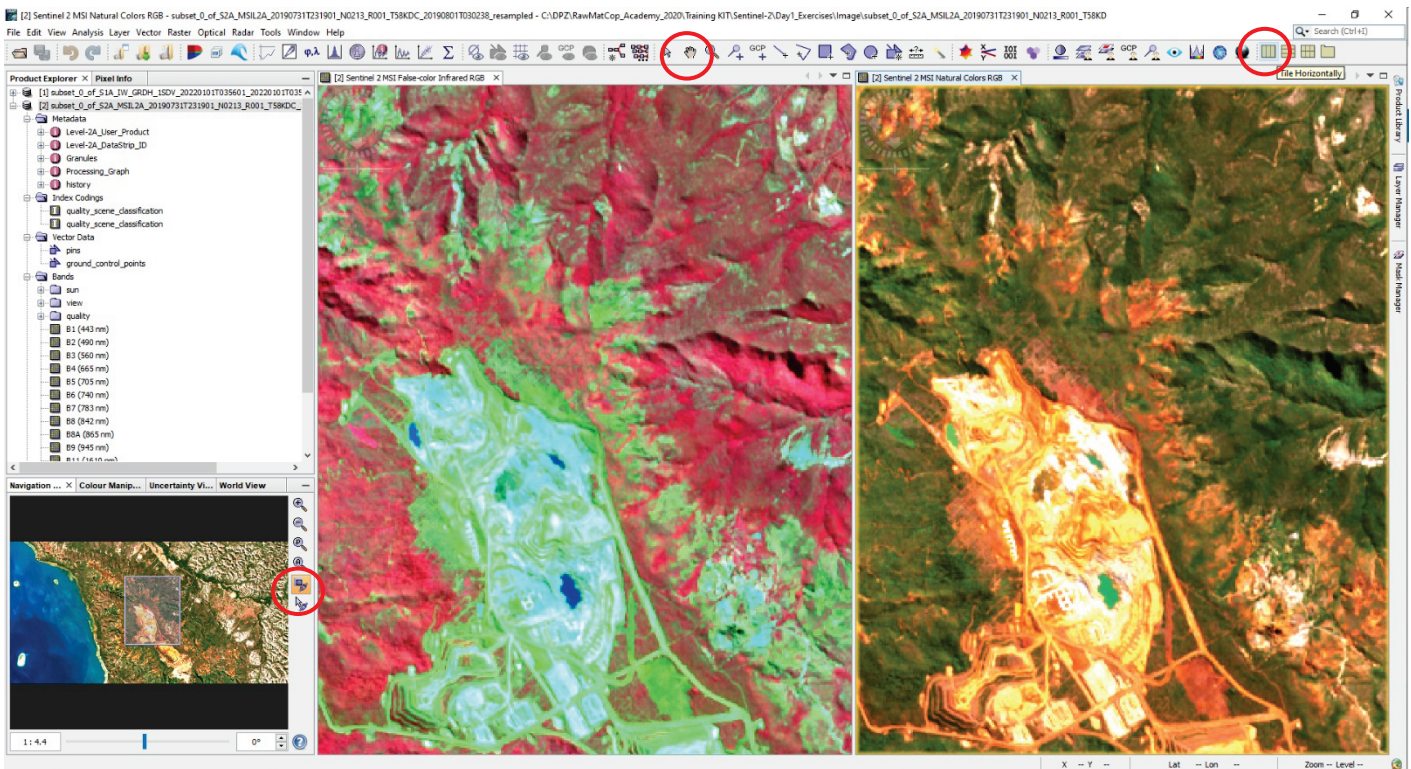 [2] Sentinel 2 MSI Natural Colors RGB - subset_0_of_S2A_MSIL2A_20190731T231901_N0213_R001_T58KDC_20190801T030238_resampled - C:\DPZ\RawMatCop_Academy_2020\Training KIT\Sentinel-2\Day1_Exercises\Image\subset_0_of_S2A_MSIL2A_20190731T231901_N0213_R001_T58KD
File Edit View Analysis Layer Vector Raster Optical Radar Tools Window Help
Search (Ctrl+I)
φ,λ
Σ
GCP
GCP
GCP
Tile Horizontally
Product Explorer × Pixel Info
[1] subset_0_of_S1A_IW_GRDH_1SDV_20220101T035601_20220101T035
[2] subset_0_of_S2A_MSIL2A_20190731T231901_N0213_R001_T58KDC_
Metadata
Level-2A_User_Product
Level-2A_DataStrip_ID
Granules
Processing_Graph
history
Index Codings
quality_scene_classification
quality_scene_classification
Vector Data
pins
ground_control_points
Bands
sun
view
quality
B1 (443 nm)
B2 (490 nm)
B3 (560 nm)
B4 (665 nm)
B5 (705 nm)
B6 (740 nm)
B7 (783 nm)
B8 (842 nm)
B8A (865 nm)
B9 (945 nm)
B11 (1610 nm)
[2] Sentinel 2 MSI False-color Infrared RGB ×
[2] Sentinel 2 MSI Natural Colors RGB ×
Product Library
Layer Manager
Mask Manager
Navigation ... × Colour Manip... Uncertainty Vi... World View
1 : 4.4
0°
X -- Y --
Lat -- Lon --
Zoom -- Level --